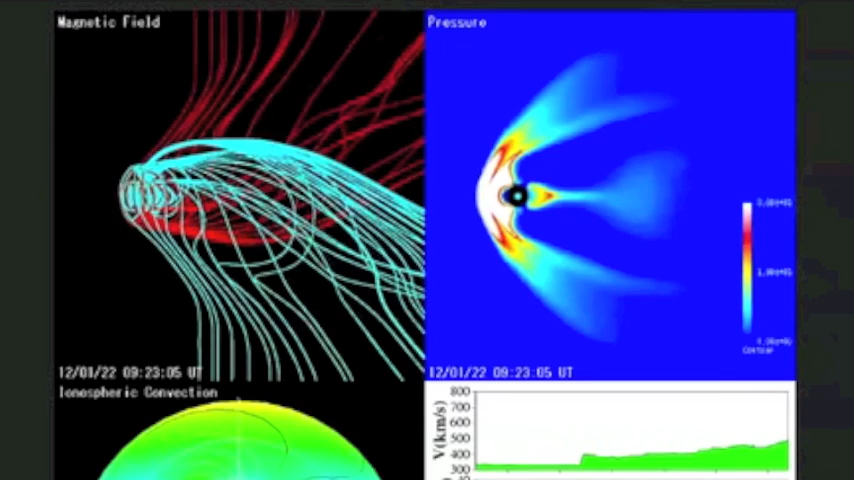 Magnetic Field
Pressure
12/01/22 09:23:05 UT
12/01/22 09:23:05 UT
Ionospheric Convection
V(km/s)
800
700
600
500
400
300